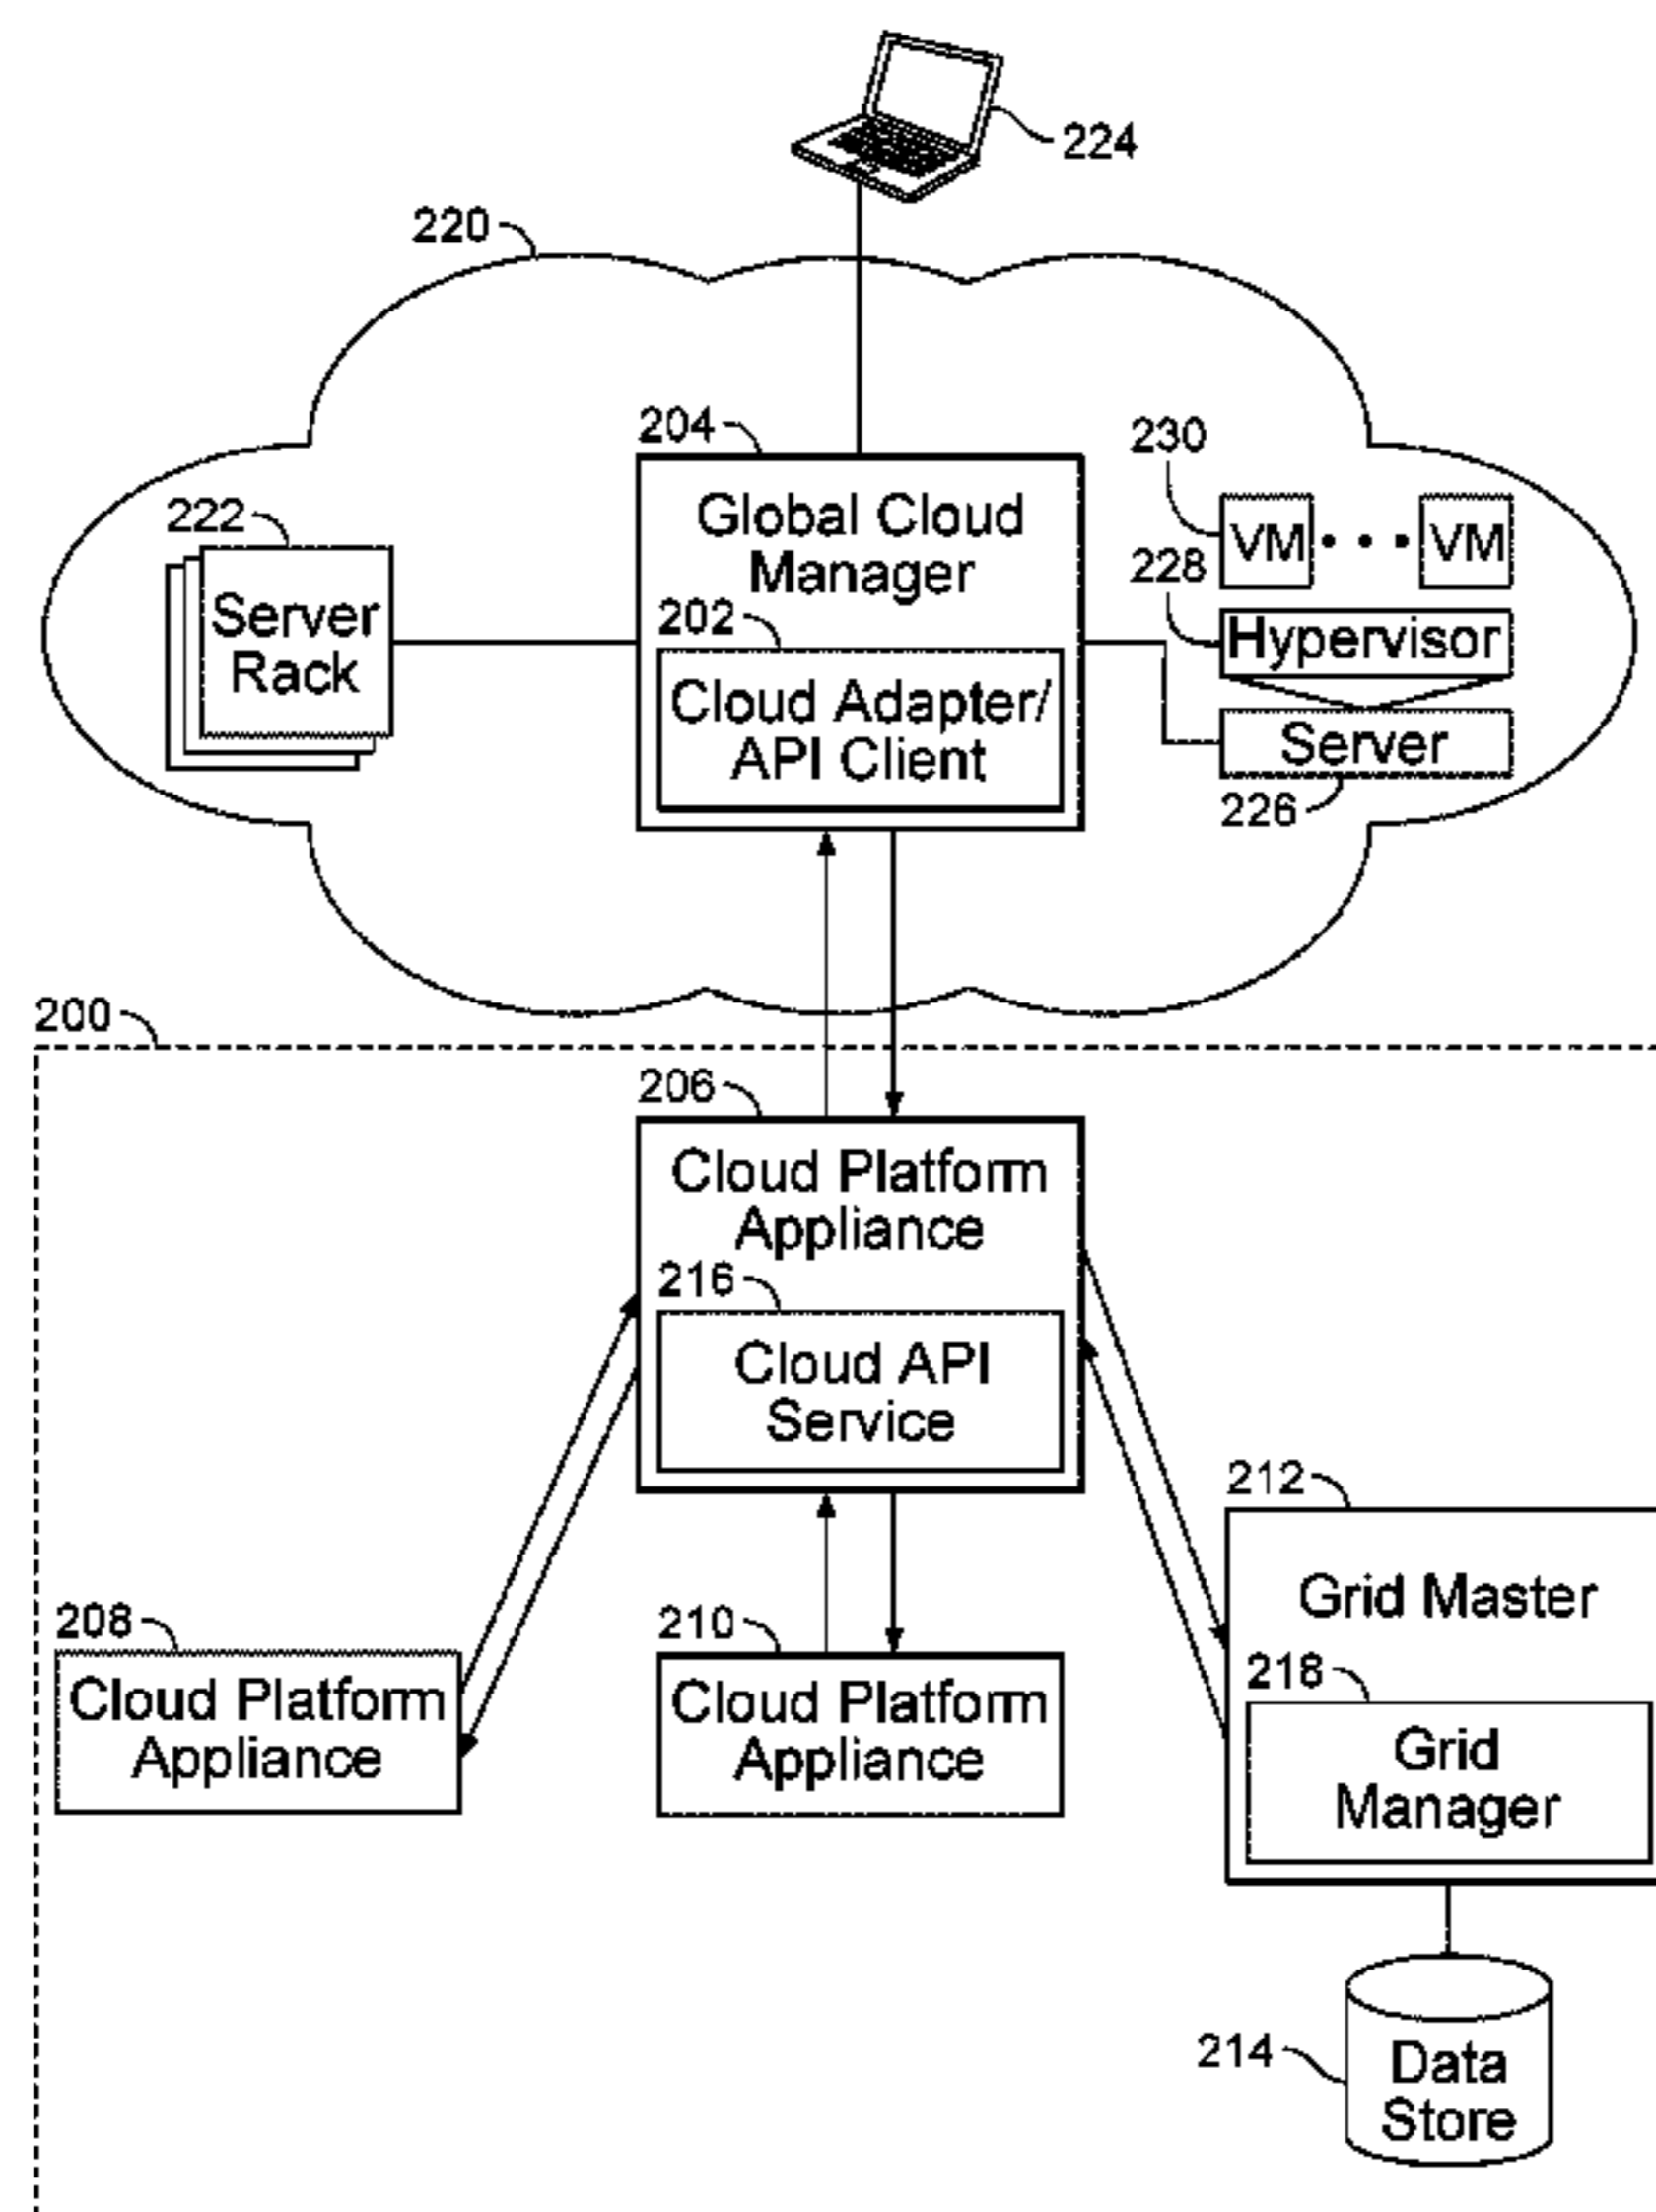 224
220
204
230
222
Global Cloud
Manager
VM • • • VM
228
Server
Rack
202
Hypervisor
Cloud Adapter/
API Client
Server
226
200
206
Cloud Platform
Appliance
216
Cloud API
Service
212
Grid Master
208
210
218
Cloud Platform
Appliance
Cloud Platform
Appliance
Grid
Manager
214
Data
Store